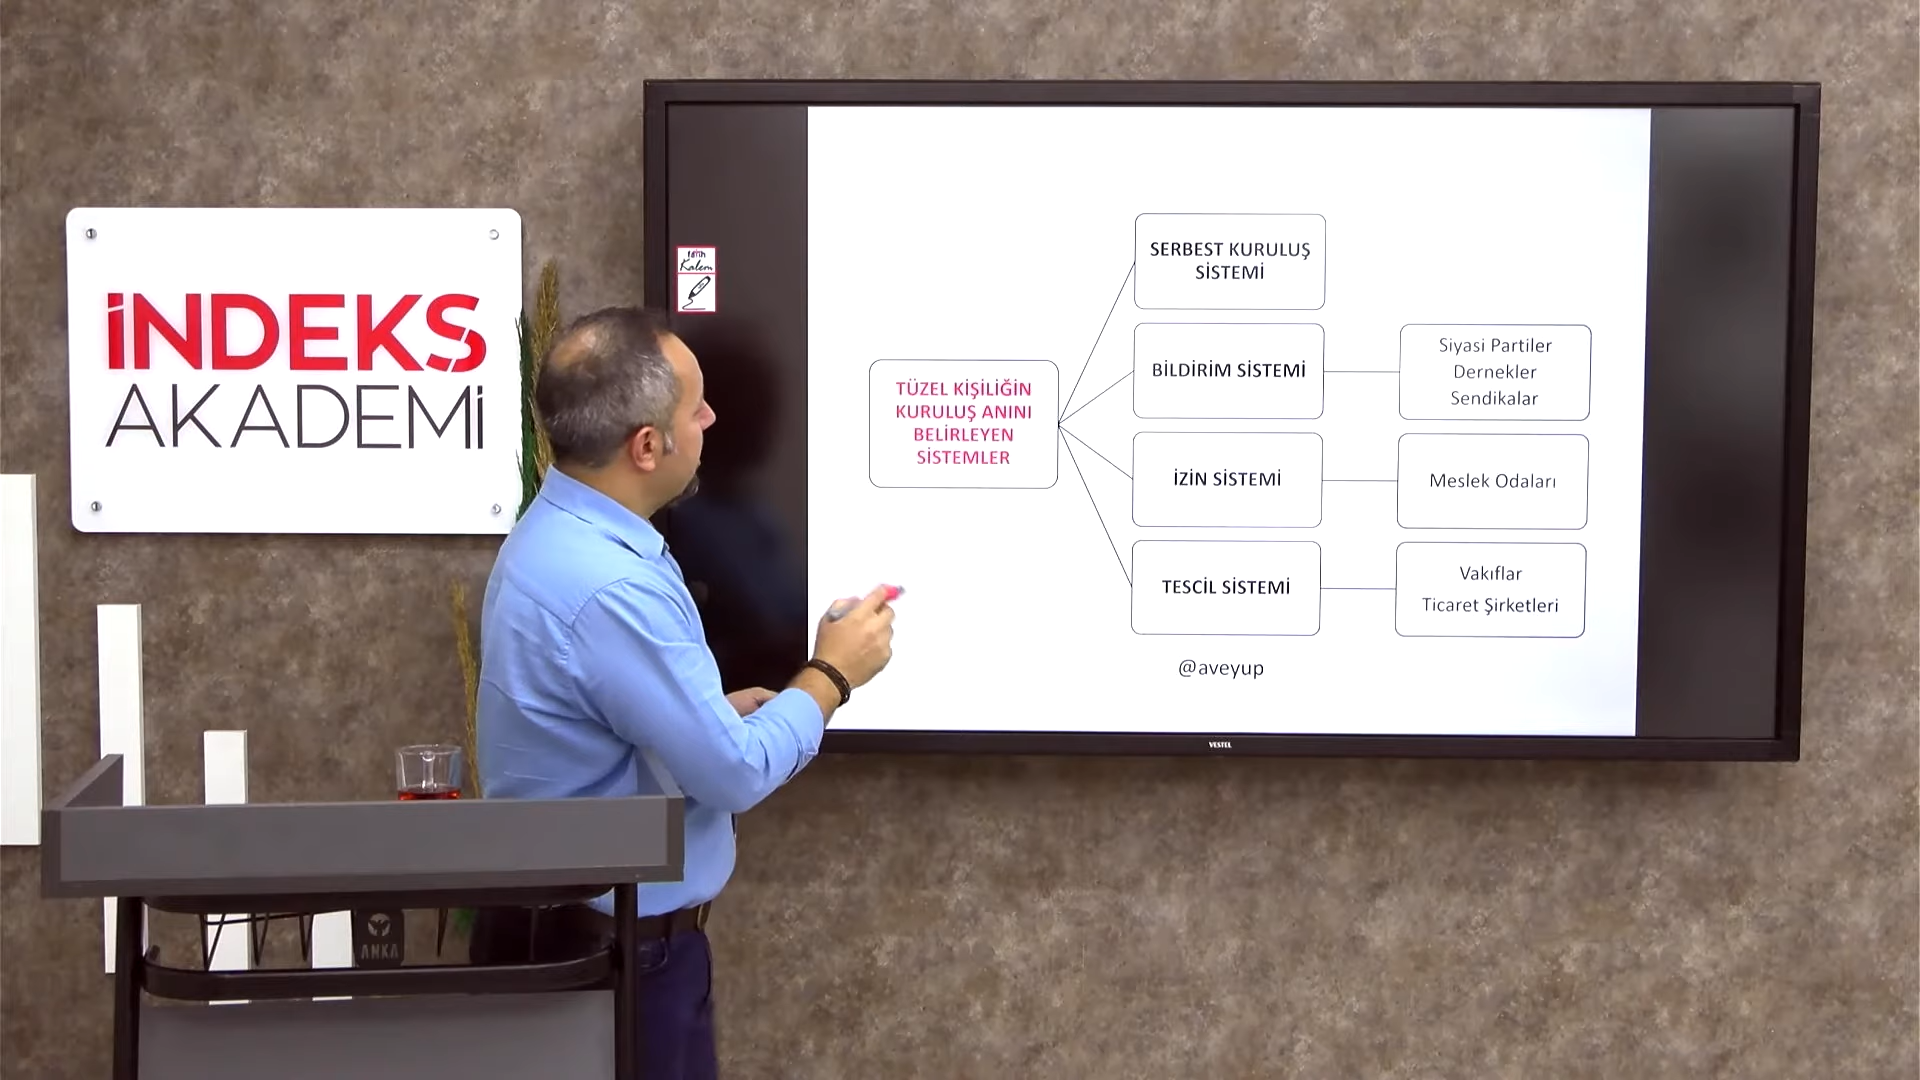 İNDEKS
AKADEMİ
fatih
Kalem
TÜZEL KİŞİLİĞİN
KURULUŞ ANINI
BELİRLEYEN
SİSTEMLER
SERBEST KURULUŞ
SİSTEMİ
BİLDİRİM SİSTEMİ
Siyasi Partiler
Dernekler
Sendikalar
İZİN SİSTEMİ
Meslek Odaları
TESCİL SİSTEMİ
Vakıflar
Ticaret Şirketleri
@aveyup
VESTEL
ANKA